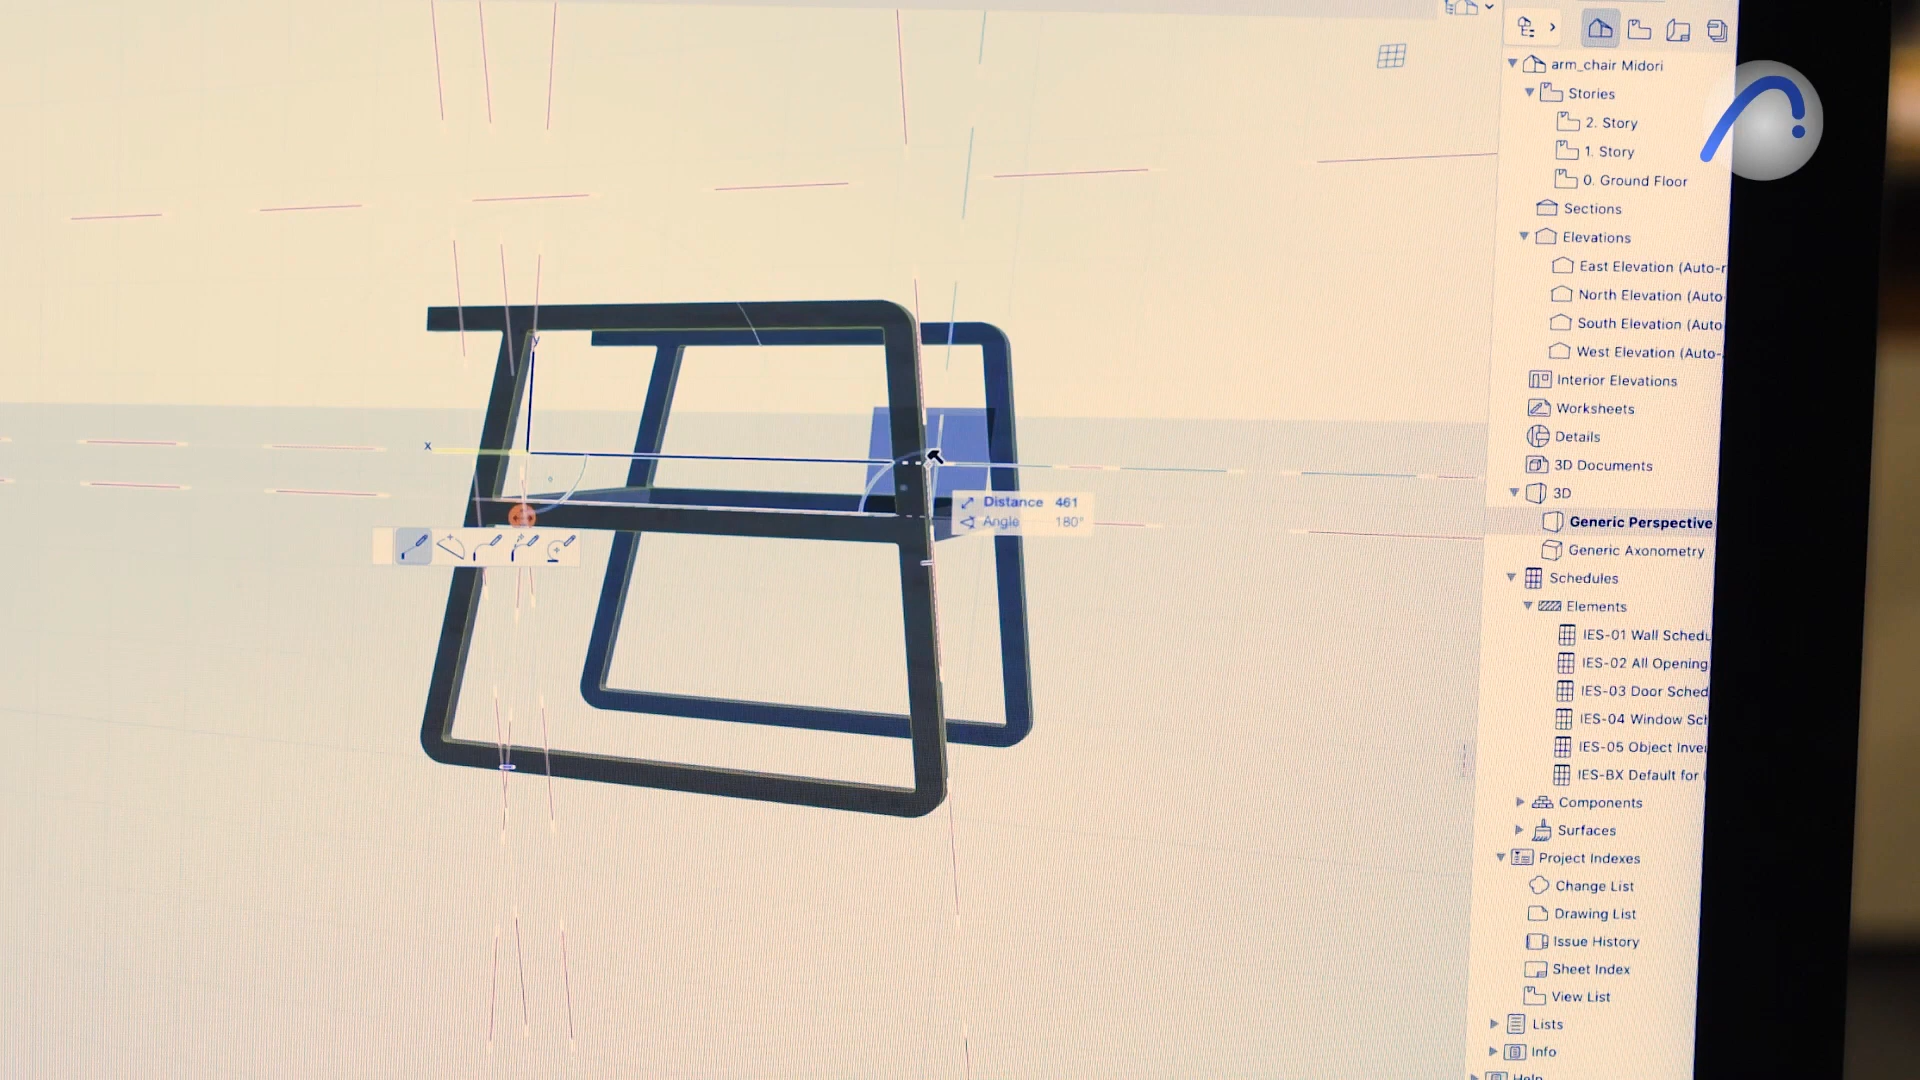 arm_chair Midori
Stories
2. Story
1. Story
0. Ground Floor
Sections
Elevations
East Elevation (Auto-r
North Elevation (Auto
South Elevation (Auto
West Elevation (Auto-
Interior Elevations
Worksheets
Details
3D Documents
3D
Generic Perspective
Generic Axonometry
Schedules
Elements
IES-01 Wall Schedu
IES-02 All Opening
IES-03 Door Sched
IES-04 Window Sch
IES-05 Object Inve
IES-BX Default for
Components
Surfaces
Project Indexes
Change List
Drawing List
Issue History
Sheet Index
View List
Lists
Info
Help
y
x
Distance 461
Angle 180°